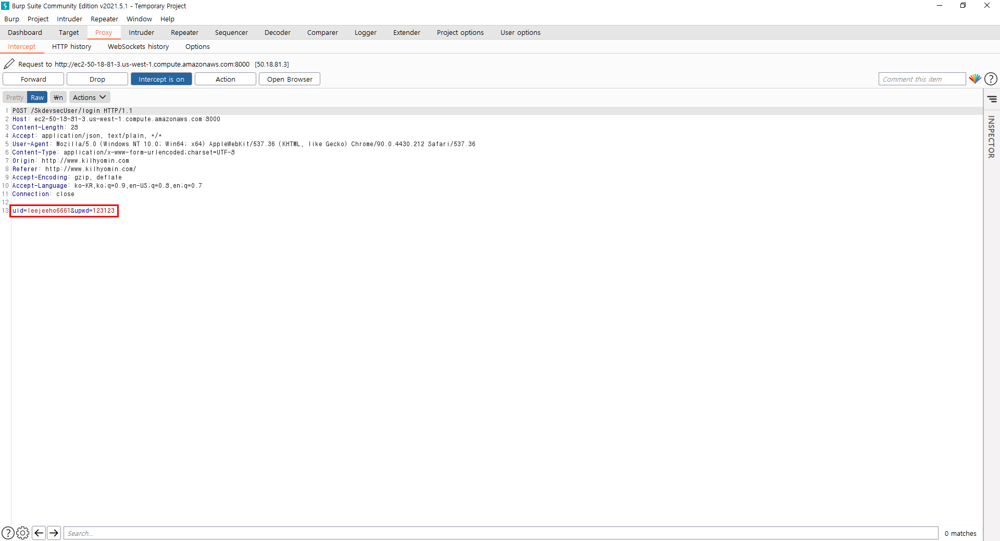 Burp Suite Community Edition v2021.5.1 - Temporary Project
Burp Project Intruder Repeater Window Help
Dashboard Target Proxy Intruder Repeater Sequencer Decoder Comparer Logger Extender Project options User options
Intercept HTTP history WebSockets history Options
Request to http://ec2-50-18-81-3.us-west-1.compute.amazonaws.com:8000 [50.18.81.3]
Forward Drop Intercept is on Action Open Browser Comment this item ?
Pretty Raw ₩n Actions
1 POST /SkdevsecUser/login HTTP/1.1
2 Host: ec2-50-18-81-3.us-west-1.compute.amazonaws.com:8000
3 Content-Length: 28
4 Accept: application/json, text/plain, */*
5 User-Agent: Mozilla/5.0 (Windows NT 10.0; Win64; x64) AppleWebKit/537.36 (KHTML, like Gecko) Chrome/90.0.4430.212 Safari/537.36
6 Content-Type: application/x-www-form-urlencoded;charset=UTF-8
7 Origin: http://www.kilhyomin.com
8 Referer: http://www.kilhyomin.com/
9 Accept-Encoding: gzip, deflate
10 Accept-Language: ko-KR,ko;q=0.9,en-US;q=0.8,en;q=0.7
11 Connection: close
12
13 uid=leejeeho6661&upwd=123123
INSPECTOR
? Search... 0 matches